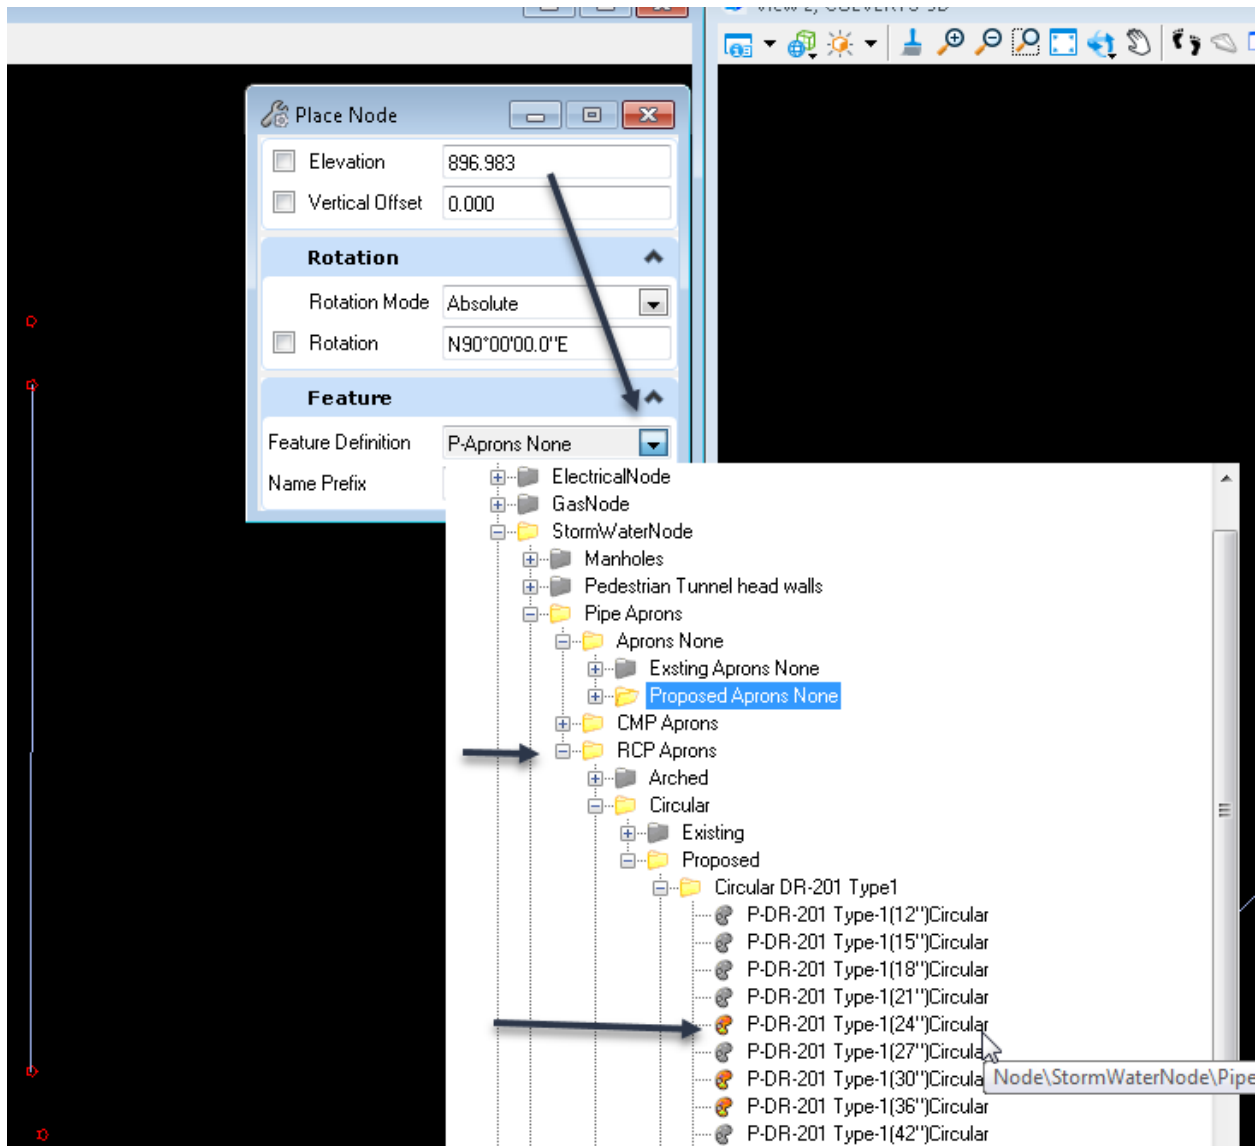 Place Node
Elevation 896.983
Vertical Offset 0.000
Rotation
Rotation Mode Absolute
Rotation N90°00'00.0"E
Feature
Feature Definition P-Aprons None
Name Prefix
ElectricalNode
GasNode
StormWaterNode
Manholes
Pedestrian Tunnel head walls
Pipe Aprons
Aprons None
Exsting Aprons None
Proposed Aprons None
CMP Aprons
RCP Aprons
Arched
Circular
Existing
Proposed
Circular DR-201 Type1
P-DR-201 Type-1(12")Circular
P-DR-201 Type-1(15")Circular
P-DR-201 Type-1(18")Circular
P-DR-201 Type-1(21")Circular
P-DR-201 Type-1(24")Circular
P-DR-201 Type-1(27")Circula
P-DR-201 Type-1(30")Circula
Node\StormWaterNode\Pipe
P-DR-201 Type-1(36")Circular
P-DR-201 Type-1(42")Circular